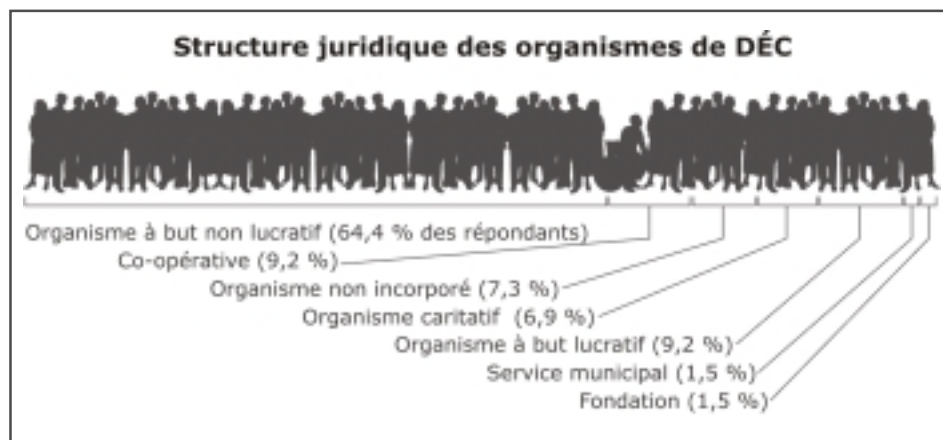 Structure juridique des organismes de DÉC
Organisme à but non lucratif (64,4 % des répondants)
Co-opérative (9,2 %)
Organisme non incorporé (7,3 %)
Organisme caritatif (6,9 %)
Organisme à but lucratif (9,2 %)
Service municipal (1,5 %)
Fondation (1,5 %)